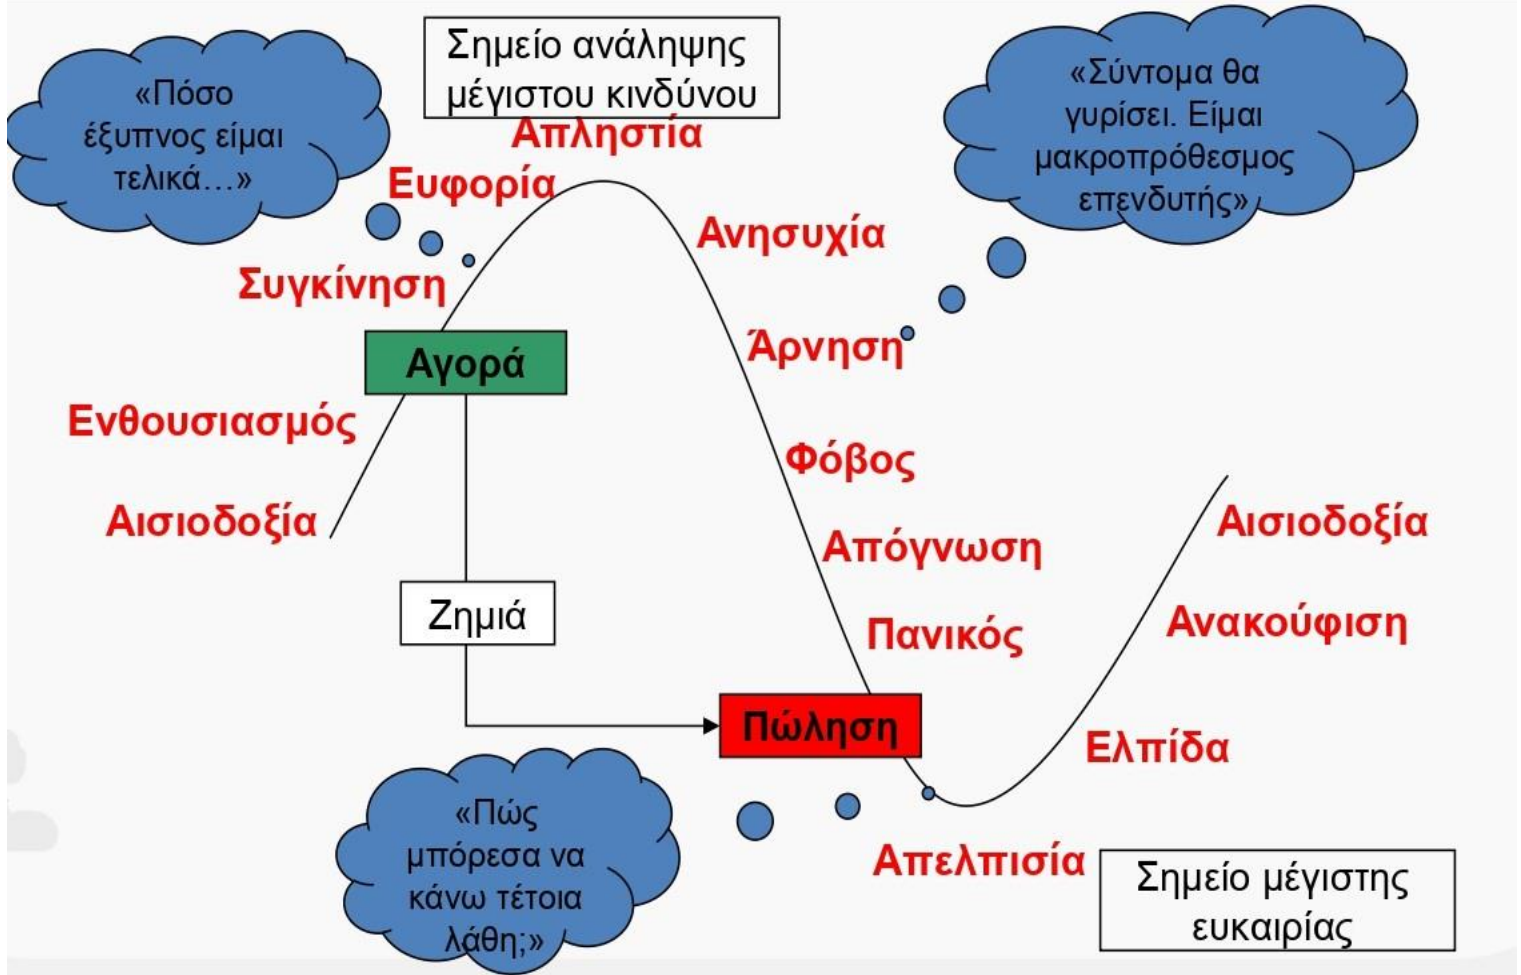 Σημείο ανάληψης
μέγιστου κινδύνου
«Πόσο
έξυπνος είμαι
τελικά…»
«Σύντομα θα
γυρίσει. Είμαι
μακροπρόθεσμος
επενδυτής»
Απληστία
Ευφορία
Ανησυχία
Συγκίνηση
Άρνηση
Αγορά
Ενθουσιασμός
Φόβος
Αισιοδοξία
Αισιοδοξία
Απόγνωση
Ζημιά
Πανικός
Ανακούφιση
Πώληση
Ελπίδα
«Πώς
μπόρεσα να
κάνω τέτοια
λάθη;»
Απελπισία
Σημείο μέγιστης
ευκαιρίας